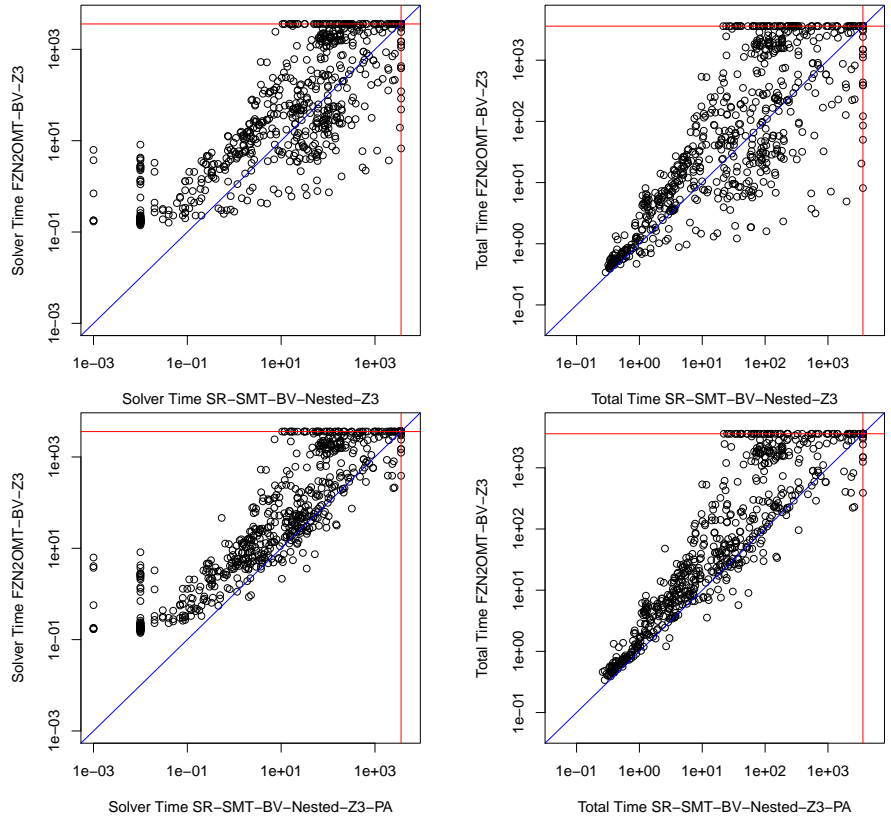 Solver Time FZN2OMT−BV−Z3
1e+03
1e+01
1e−01
1e−03
1e−03
1e−01
1e+01
1e+03
Solver Time SR−SMT−BV−Nested−Z3
Total Time FZN2OMT−BV−Z3
1e+03
1e+02
1e+01
1e+00
1e−01
1e−01
1e+00
1e+01
1e+02
1e+03
Total Time SR−SMT−BV−Nested−Z3
Solver Time FZN2OMT−BV−Z3
1e+03
1e+01
1e−01
1e−03
1e−03
1e−01
1e+01
1e+03
Solver Time SR−SMT−BV−Nested−Z3−PA
Total Time FZN2OMT−BV−Z3
1e+03
1e+02
1e+01
1e+00
1e−01
1e−01
1e+00
1e+01
1e+02
1e+03
Total Time SR−SMT−BV−Nested−Z3−PA